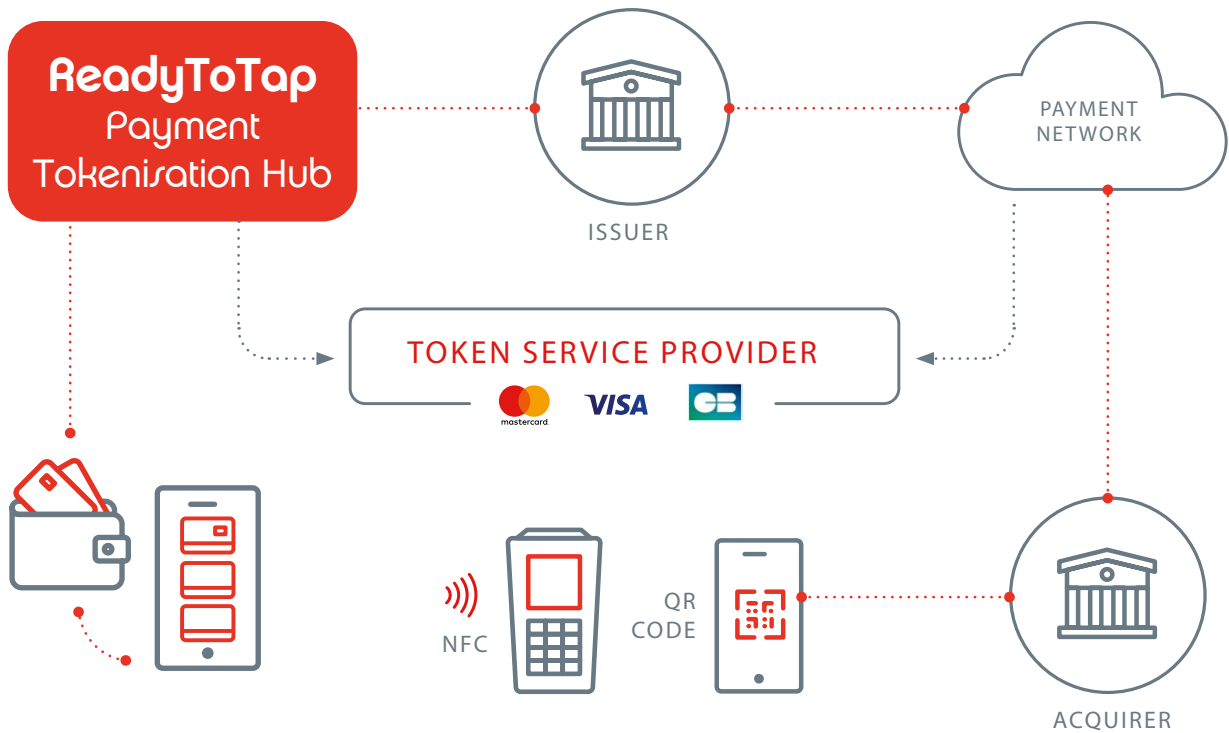 ReadyToTap
Payment
Tokenisation Hub
ISSUER
PAYMENT
NETWORK
TOKEN SERVICE PROVIDER
mastercard.
VISA
CB
NFC
QR
CODE
ACQUIRER